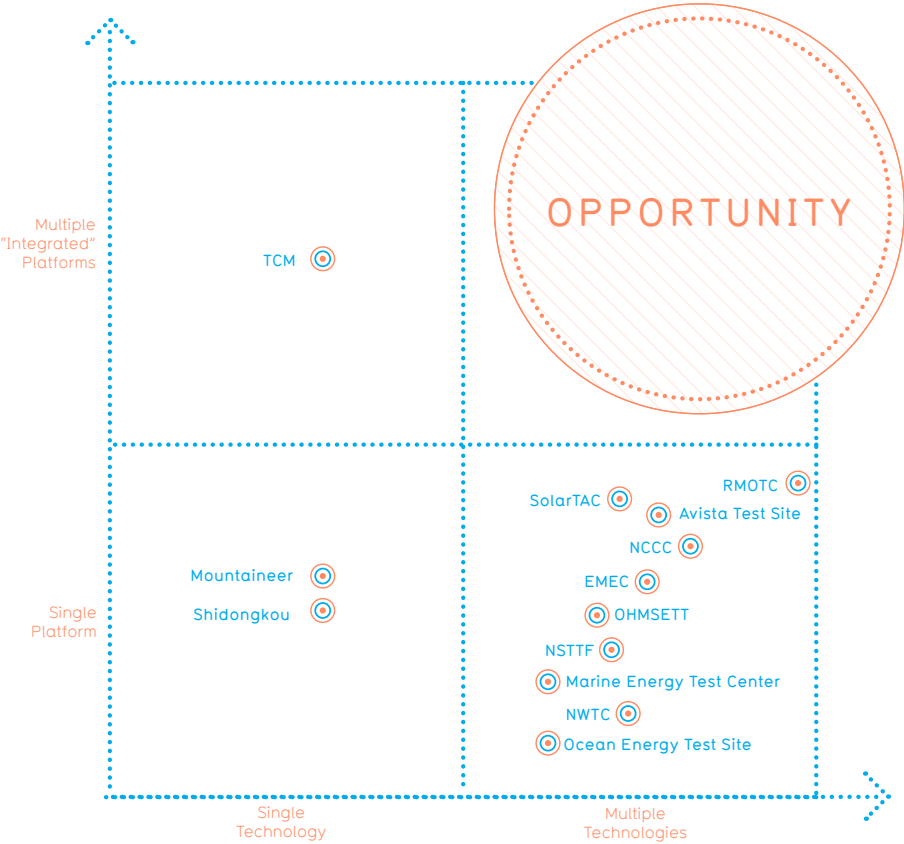 OPPORTUNITY
Multiple
"Integrated"
Platforms
TCM
RMOTC
SolarTAC
Avista Test Site
NCCC
Mountaineer
EMEC
Single
Platform
Shidongkou
OHMSETT
NSTTF
Marine Energy Test Center
NWTC
Ocean Energy Test Site
Single
Technology
Multiple
Technologies